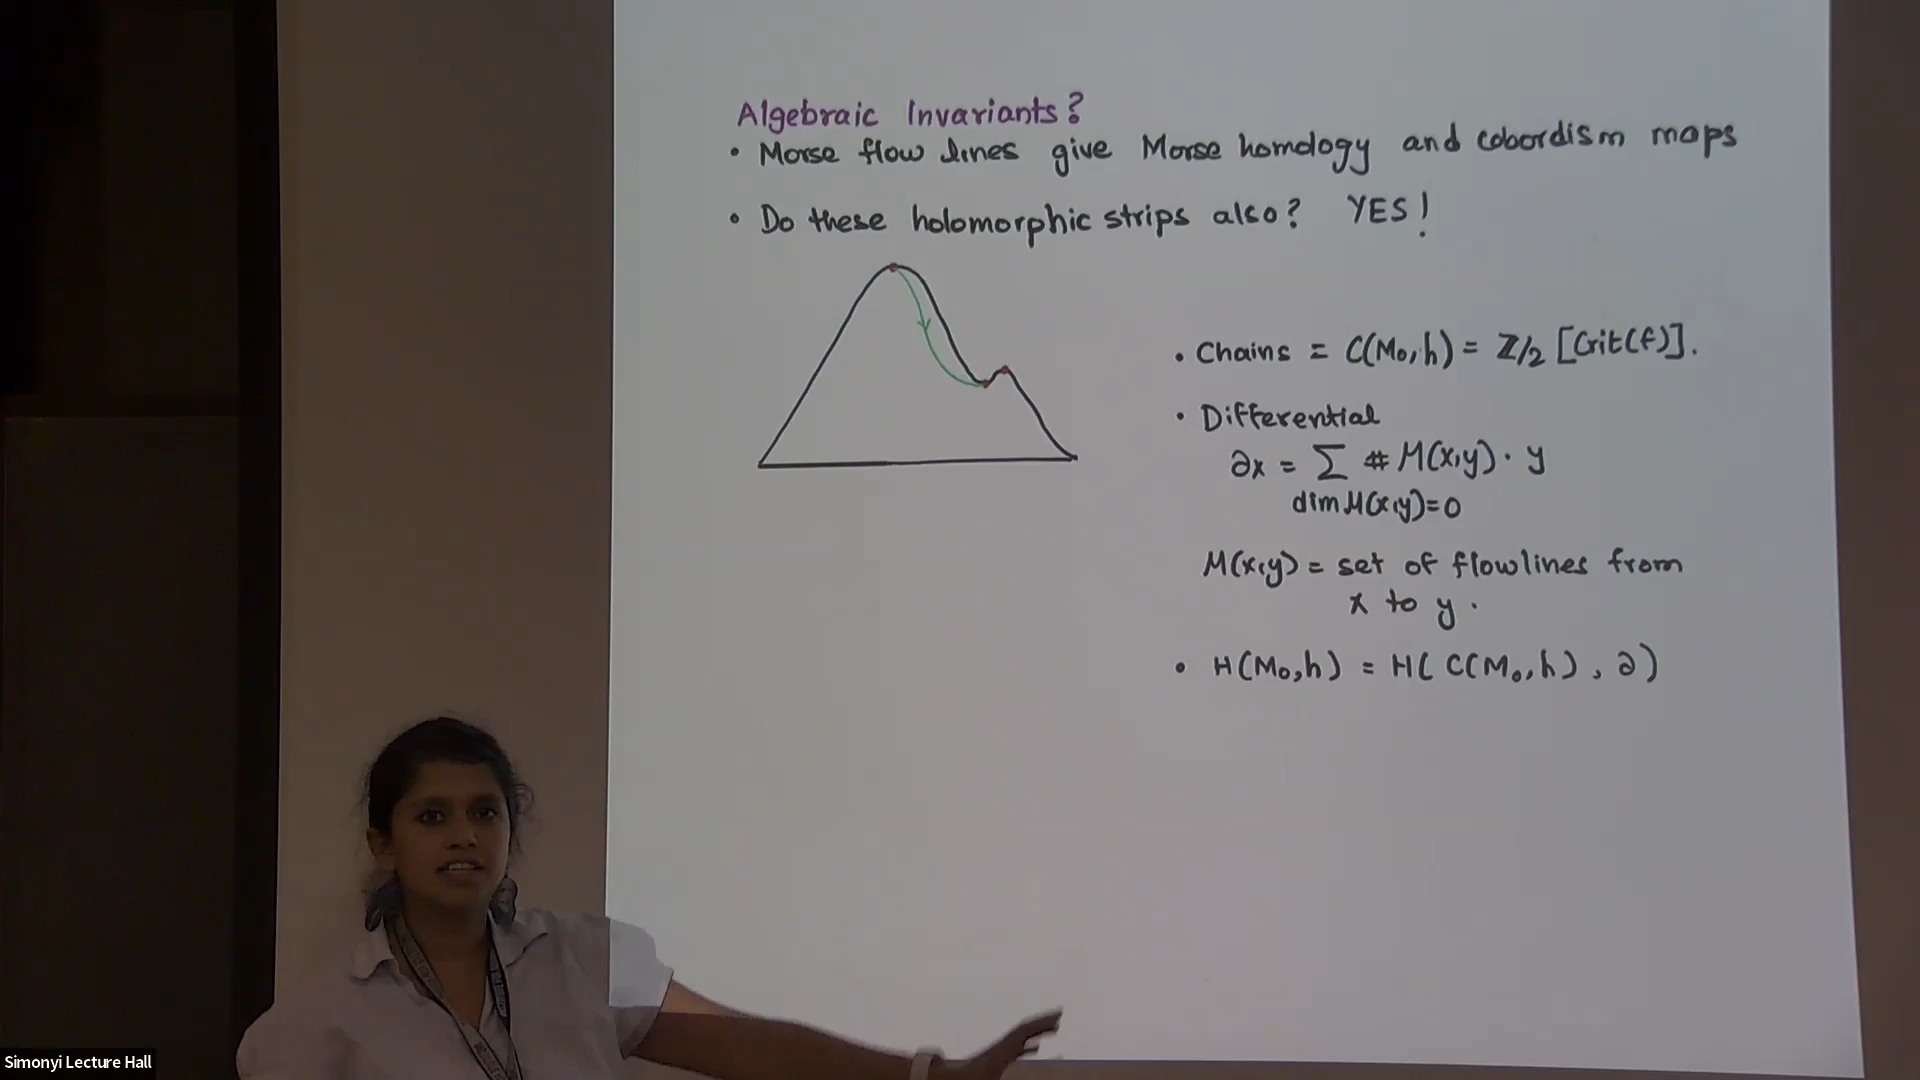 Algebraic Invariants?
• Morse flow lines give Morse homology and cobordism maps
• Do these holomorphic strips also? YES!
• Chains = C(M₀,h) = Z/2 [Crit(f)].
• Differential
∂x = ∑ # M(x,y) · y
dim M(x,y)=0
M(x,y) = set of flowlines from
x to y.
• H(M₀,h) = H( C(M₀,h) , ∂)
Simonyi Lecture Hall